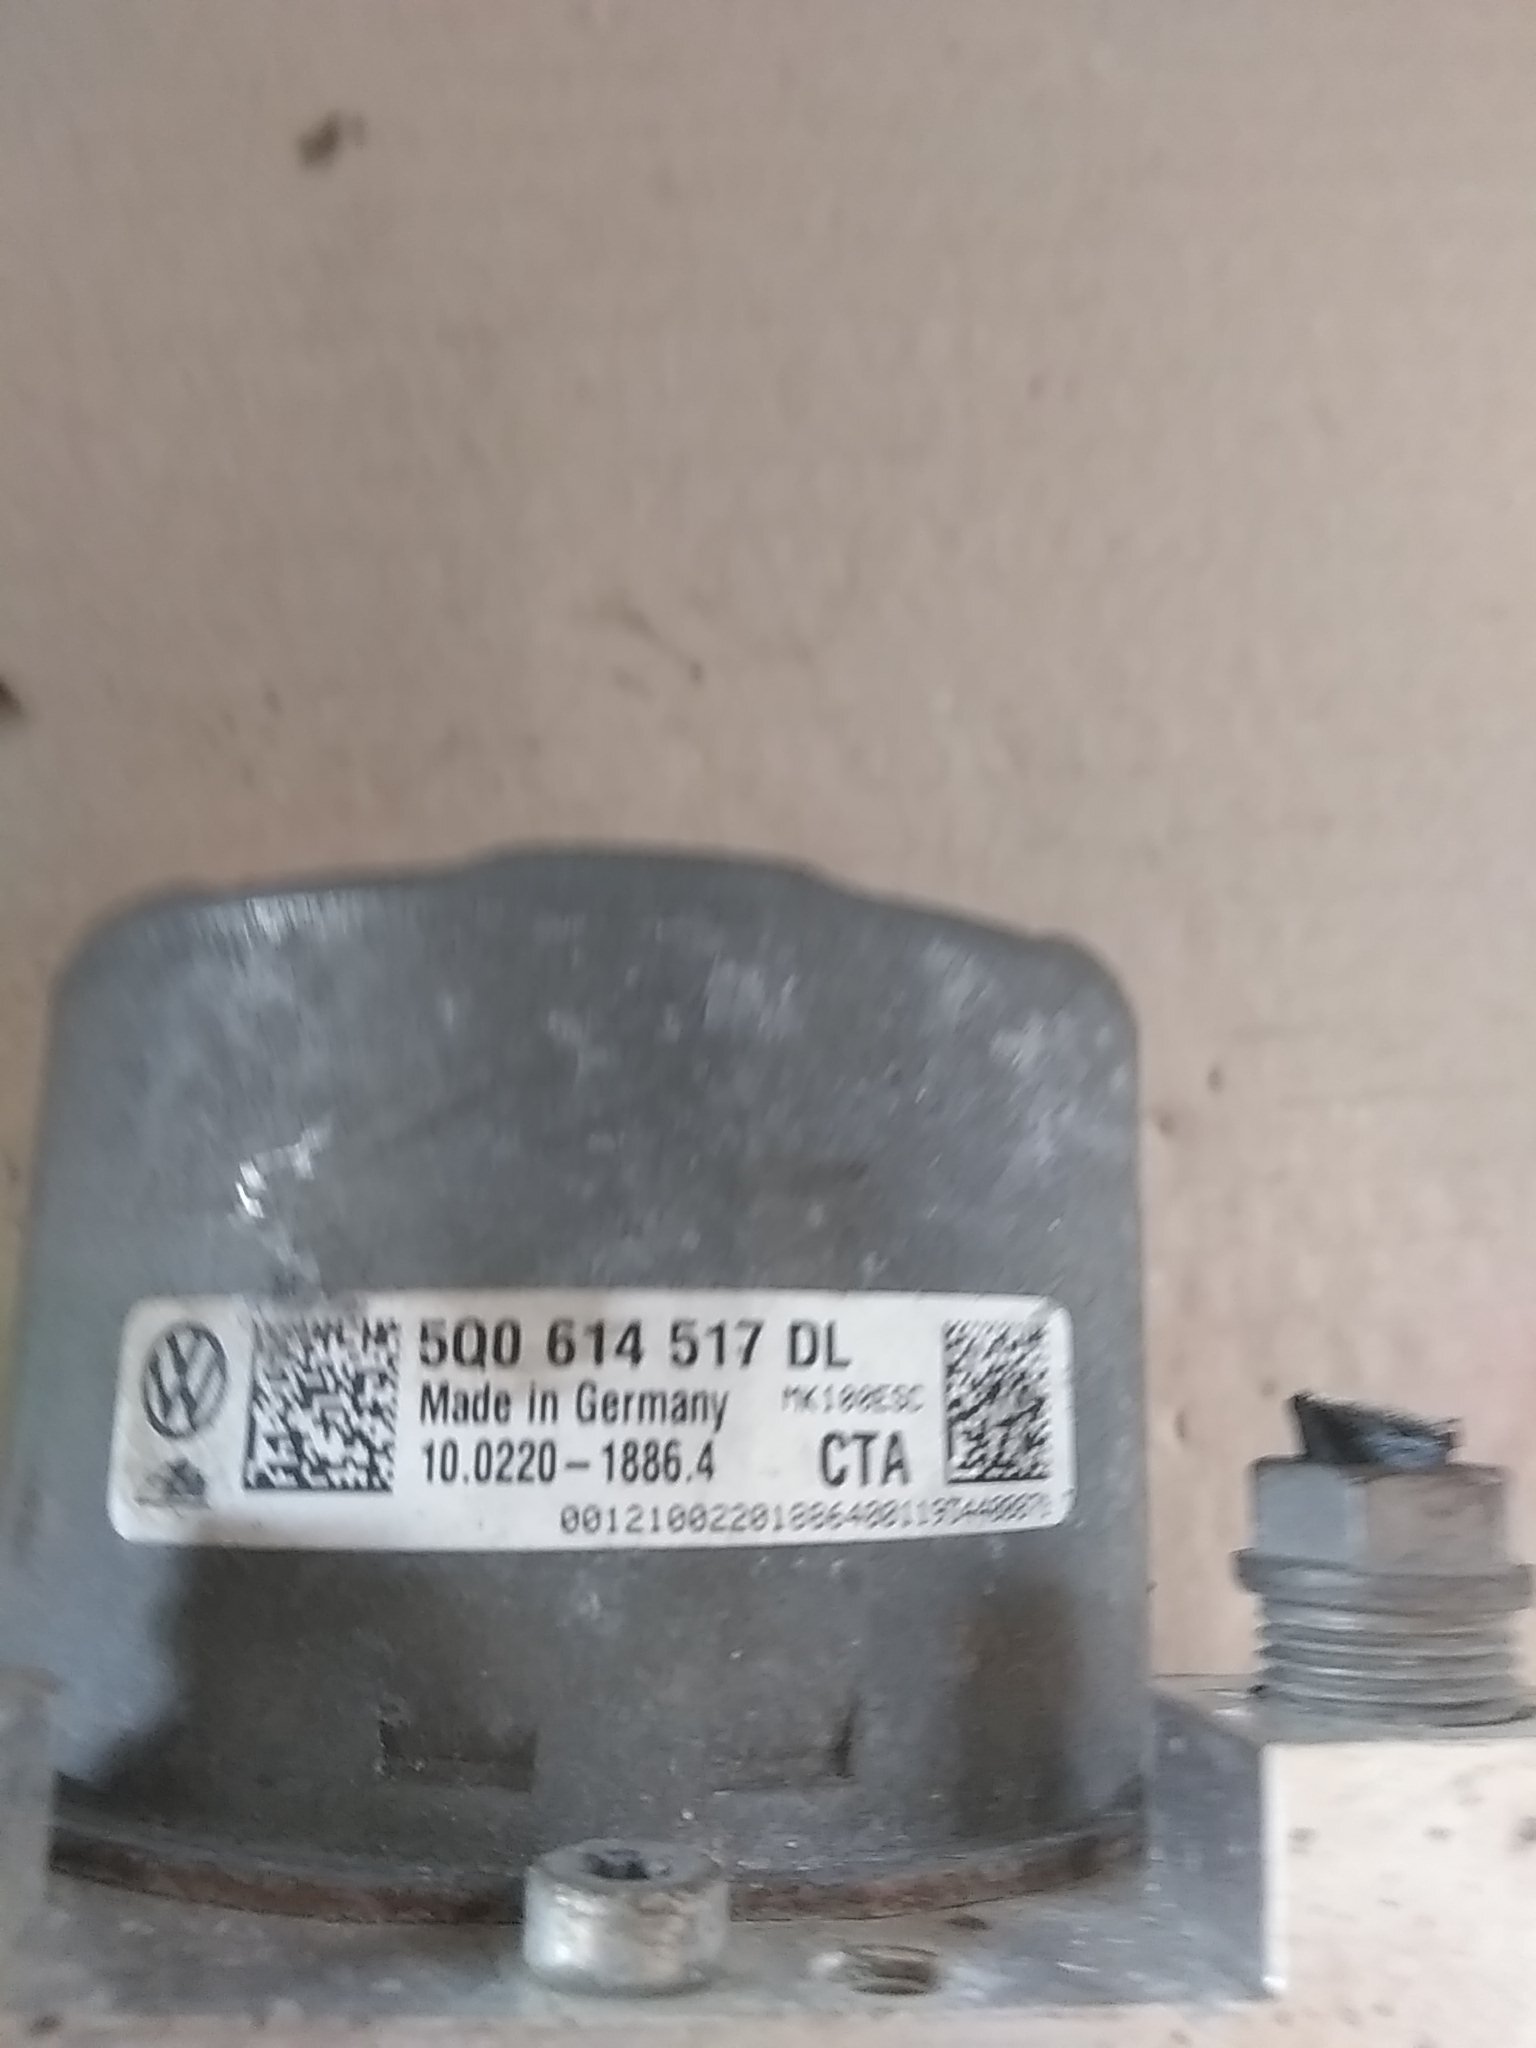 5Q0 614 517 DL
Made in Germany MK100ESC
10.0220-1886.4 CTA